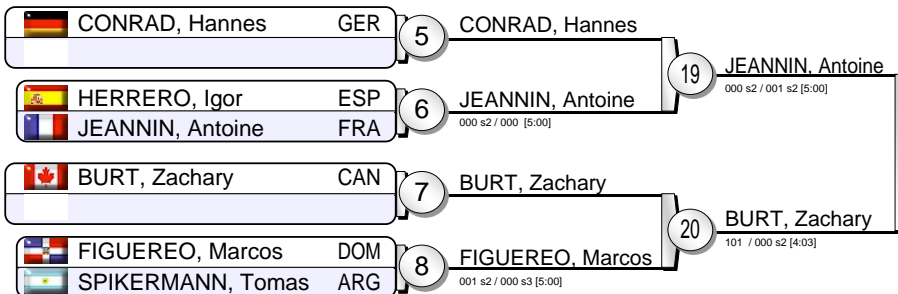 CONRAD, Hannes GER
5
CONRAD, Hannes
HERRERO, Igor ESP
JEANNIN, Antoine FRA
6
JEANNIN, Antoine
000 s2 / 000 [5:00]
19
JEANNIN, Antoine
000 s2 / 001 s2 [5:00]
BURT, Zachary CAN
7
BURT, Zachary
FIGUEREO, Marcos DOM
SPIKERMANN, Tomas ARG
8
FIGUEREO, Marcos
001 s2 / 000 s3 [5:00]
20
BURT, Zachary
101 / 000 s2 [4:03]